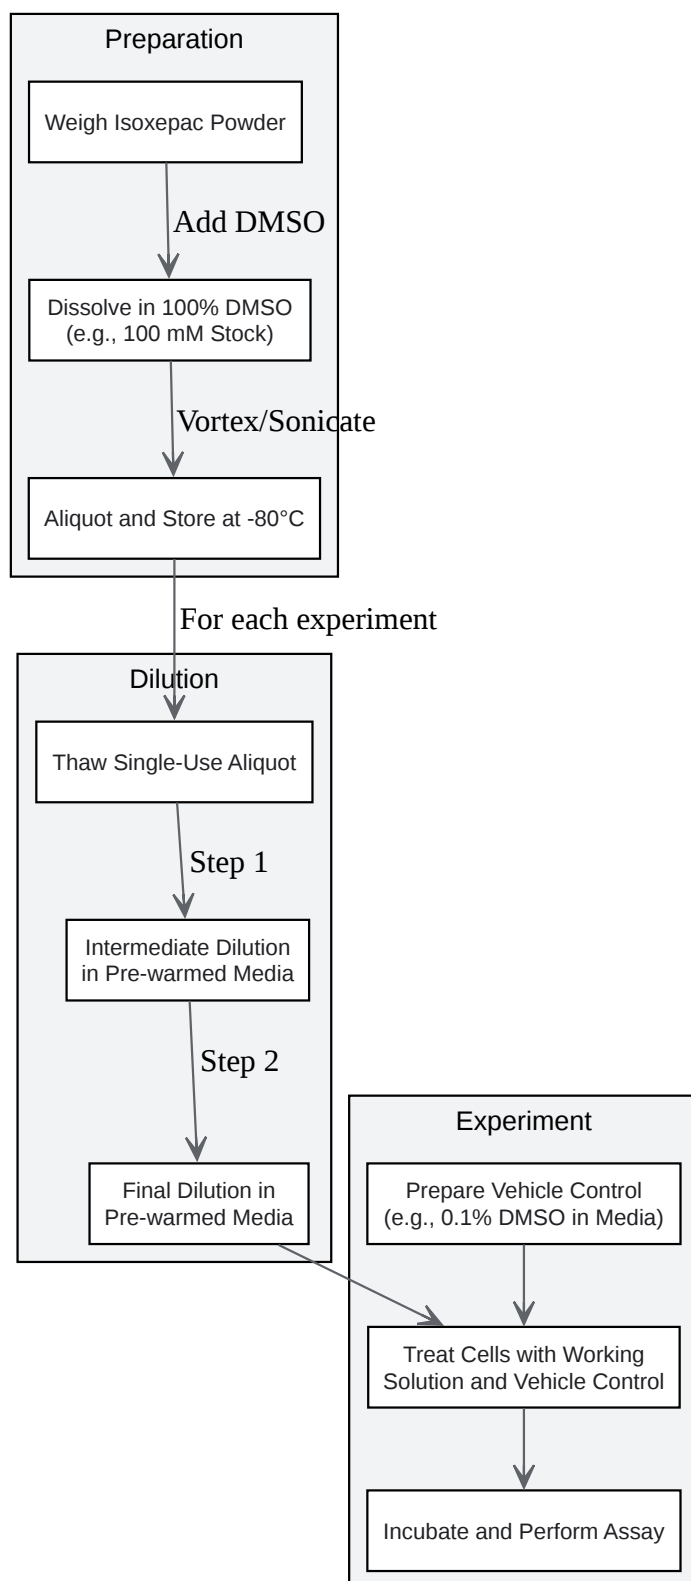 Preparation
Weigh Isoxepac Powder
Add DMSO
Dissolve in 100% DMSO
(e.g., 100 mM Stock)
Vortex/Sonicate
Aliquot and Store at -80°C
For each experiment
Dilution
Thaw Single-Use Aliquot
Step 1
Intermediate Dilution
in Pre-warmed Media
Step 2
Final Dilution in
Pre-warmed Media
Experiment
Prepare Vehicle Control
(e.g., 0.1% DMSO in Media)
Treat Cells with Working
Solution and Vehicle Control
Incubate and Perform Assay